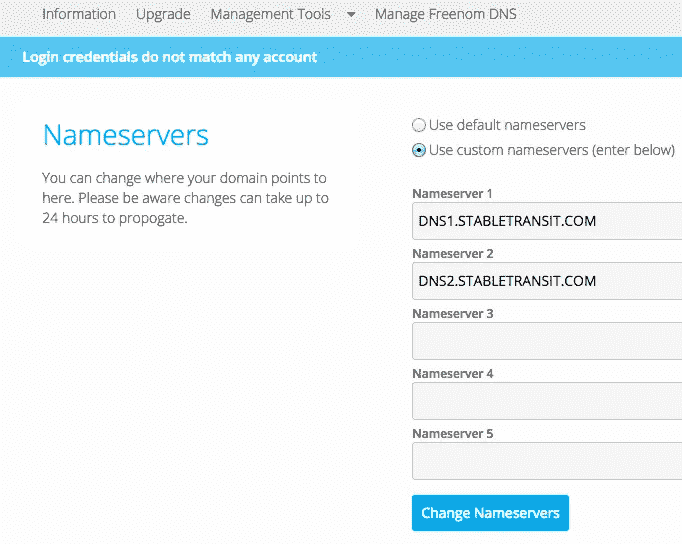 Information Upgrade Management Tools Manage Freenom DNS
Login credentials do not match any account
Nameservers
You can change where your domain points to
here. Please be aware changes can take up to
24 hours to propogate.
Use default nameservers
Use custom nameservers (enter below)
Nameserver 1
DNS1.STABLETRANSIT.COM
Nameserver 2
DNS2.STABLETRANSIT.COM
Nameserver 3
Nameserver 4
Nameserver 5
Change Nameservers